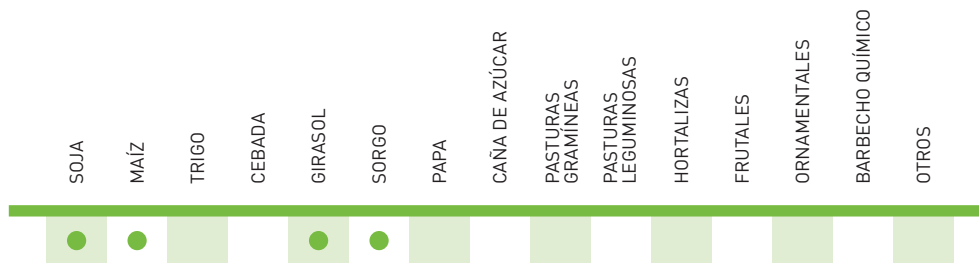 SOJA
MAÍZ
TRIGO
CEBADA
GIRASOL
SORGO
PAPA
CAÑA DE AZÚCAR
PASTURAS
GRAMÍNEAS
PASTURAS
LEGUMINOSAS
HORTALIZAS
FRUTALES
ORNAMENTALES
BARBECHO QUÍMICO
OTROS